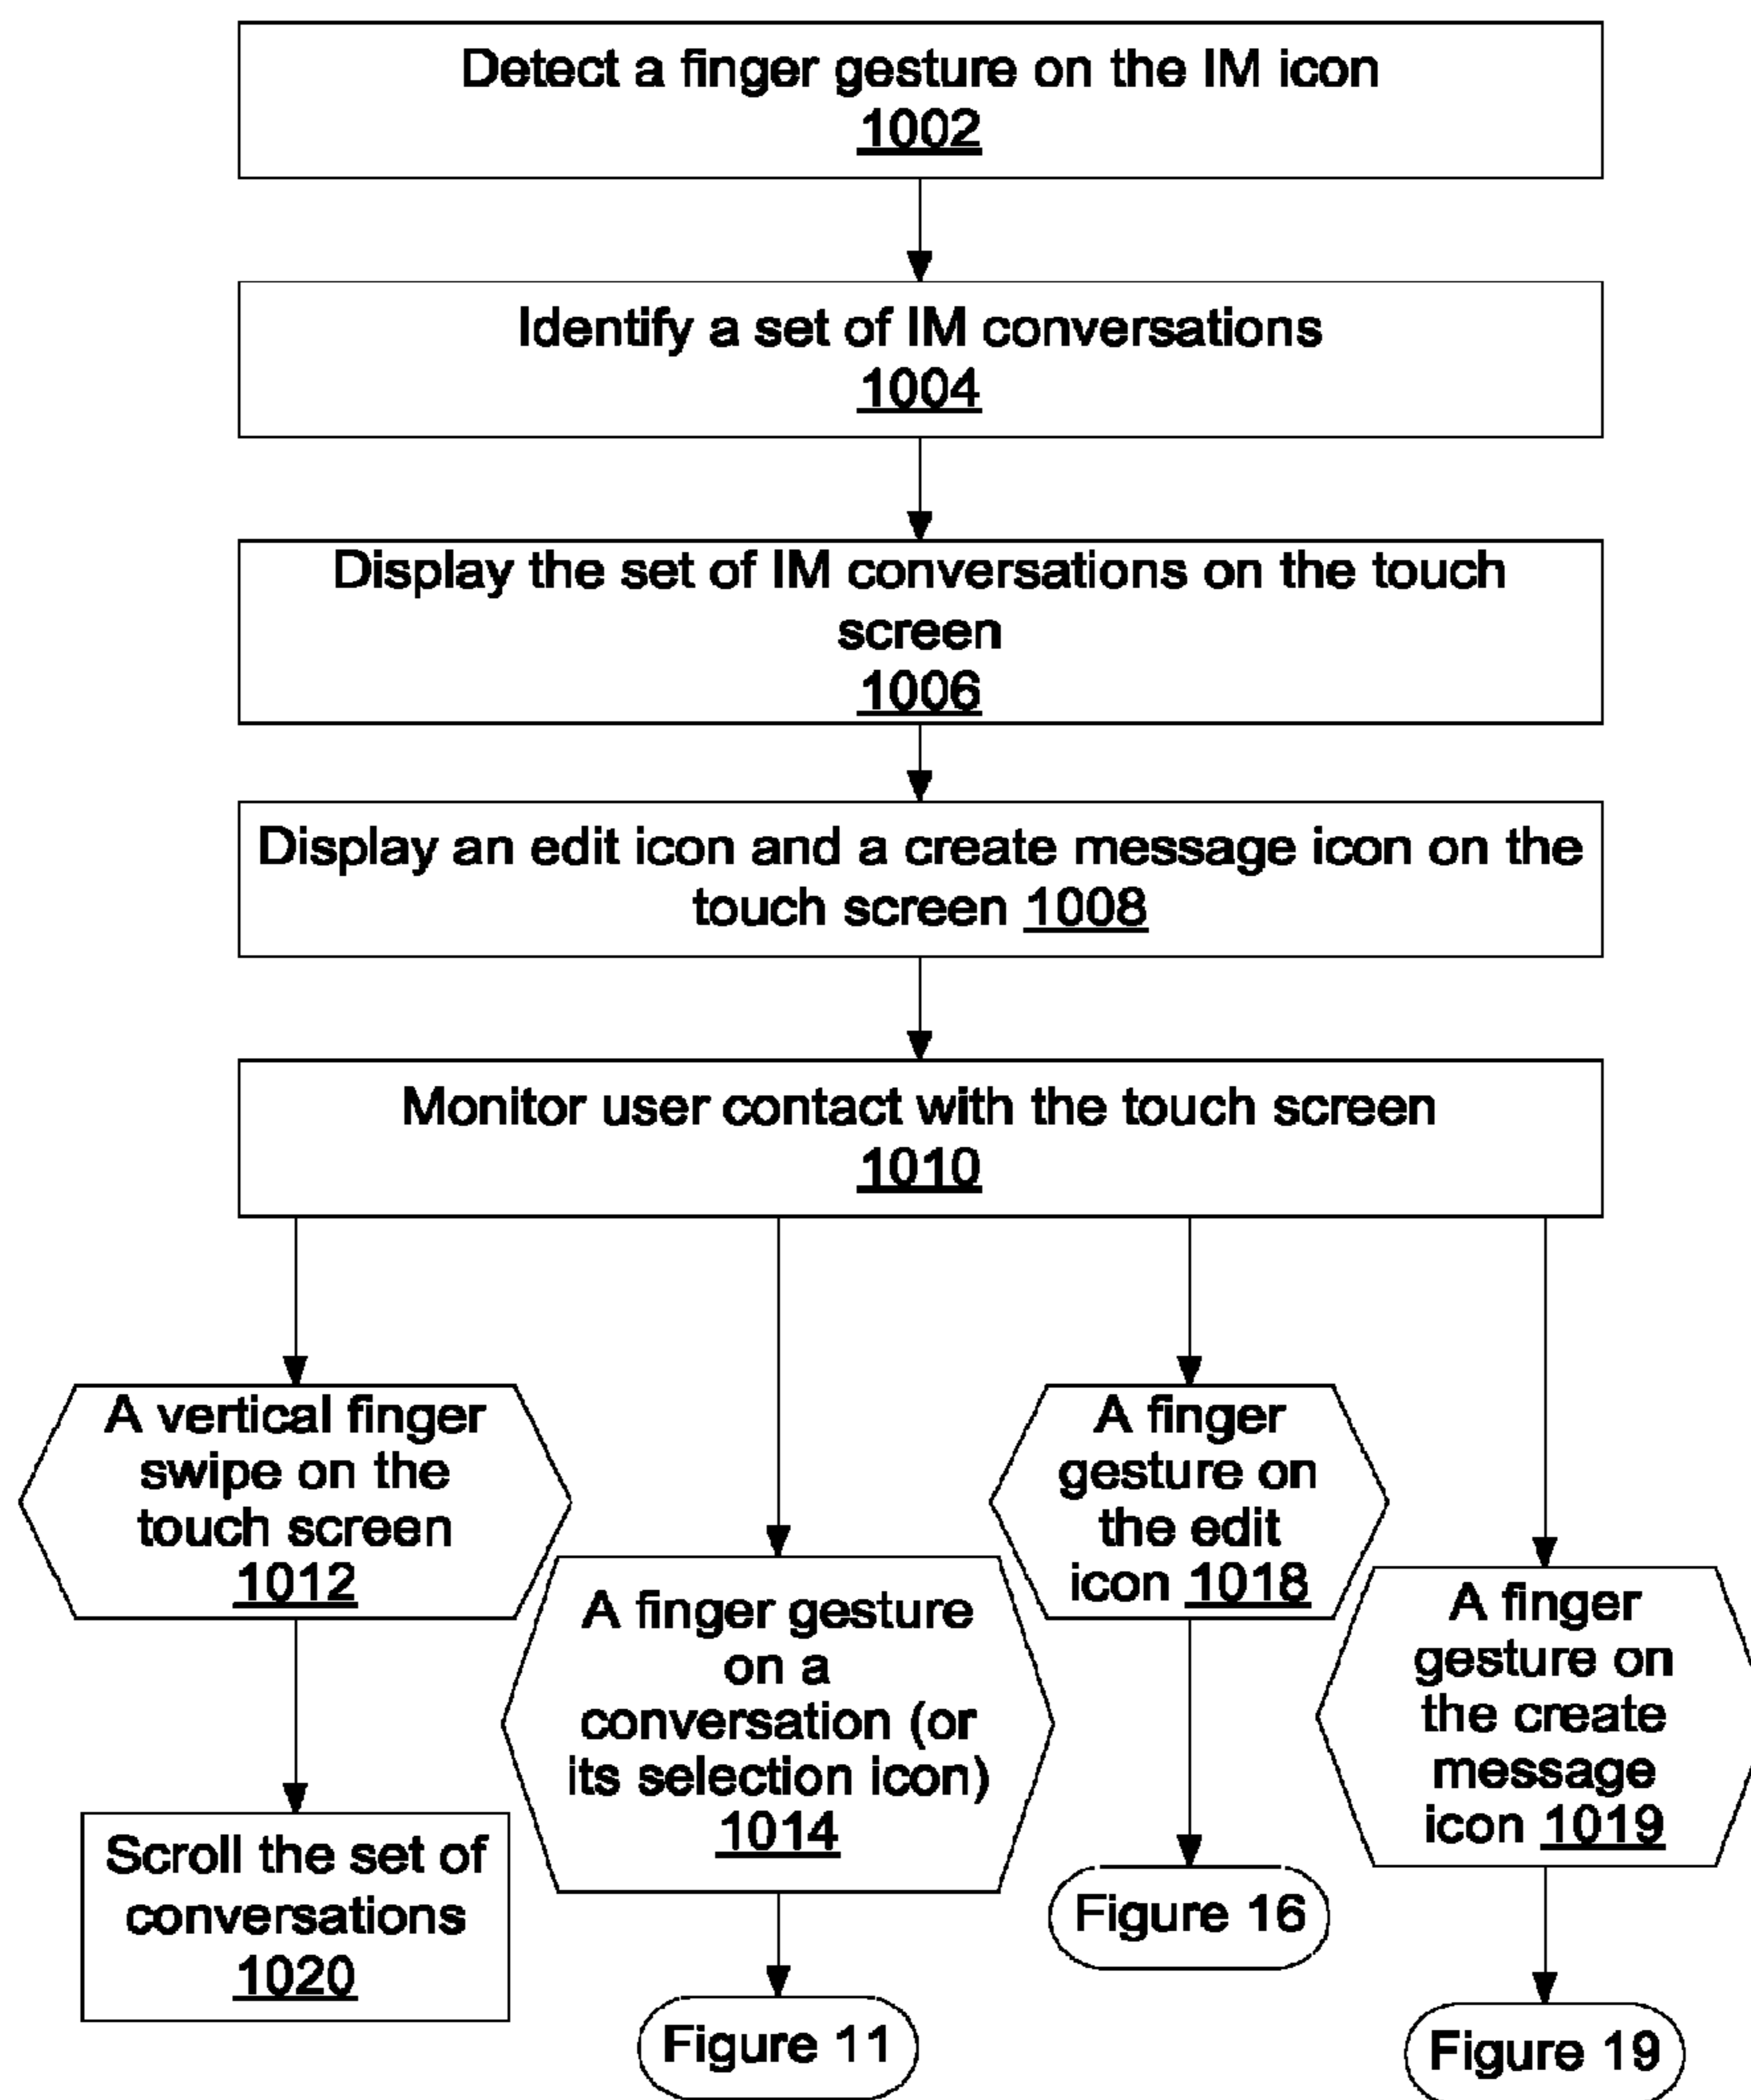 Detect a finger gesture on the IM icon
1002
Identify a set of IM conversations
1004
Display the set of IM conversations on the touch
screen
1006
Display an edit icon and a create message icon on the
touch screen 1008
Monitor user contact with the touch screen
1010
A vertical finger
swipe on the
touch screen
1012
Scroll the set of
conversations
1020
A finger gesture
on a
conversation (or
its selection icon)
1014
Figure 11
A finger
gesture on
the edit
icon 1018
Figure 16
A finger
gesture on
the create
message
icon 1019
Figure 19